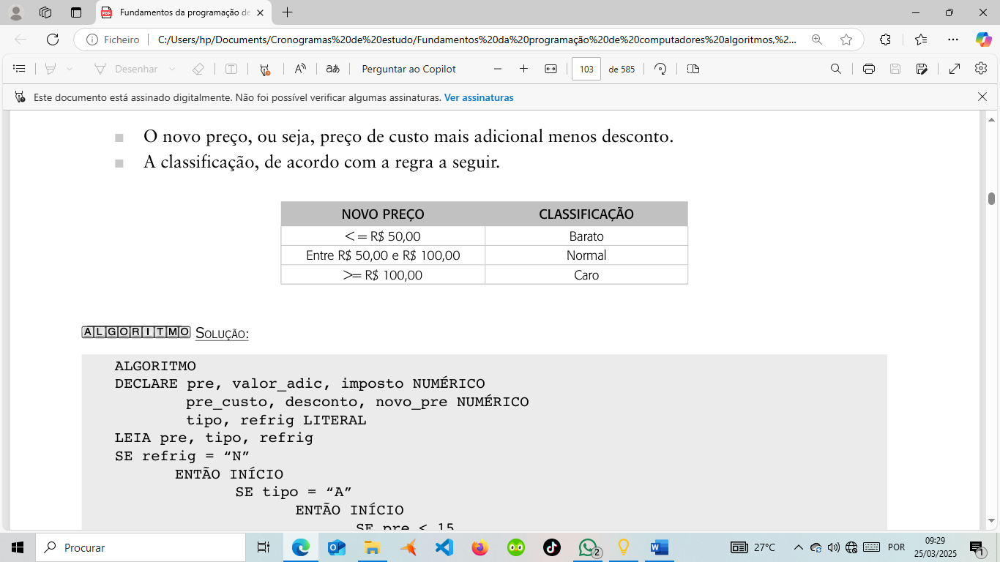 Fundamentos da programação de
Ficheiro
C:/Users/hp/Documents/Cronogramas%20de%20estudo/Fundamentos%20da%20programação%20de%20computadores%20algoritmos,%2...
Desenhar
aあ
Perguntar ao Copilot
103
de 585
Este documento está assinado digitalmente. Não foi possível verificar algumas assinaturas. Ver assinaturas
O novo preço, ou seja, preço de custo mais adicional menos desconto.
A classificação, de acordo com a regra a seguir.
NOVO PREÇO CLASSIFICAÇÃO
< = R$ 50,00 Barato
Entre R$ 50,00 e R$ 100,00 Normal
>= R$ 100,00 Caro
ALGORITMO SOLUÇÃO:
ALGORITMO
DECLARE pre, valor_adic, imposto NUMÉRICO
pre_custo, desconto, novo_pre NUMÉRICO
tipo, refrig LITERAL
LEIA pre, tipo, refrig
SE refrig = “N”
ENTÃO INÍCIO
SE tipo = “A”
ENTÃO INÍCIO
SE pre < 15
Procurar
2
27°C
POR
09:29
25/03/2025
1